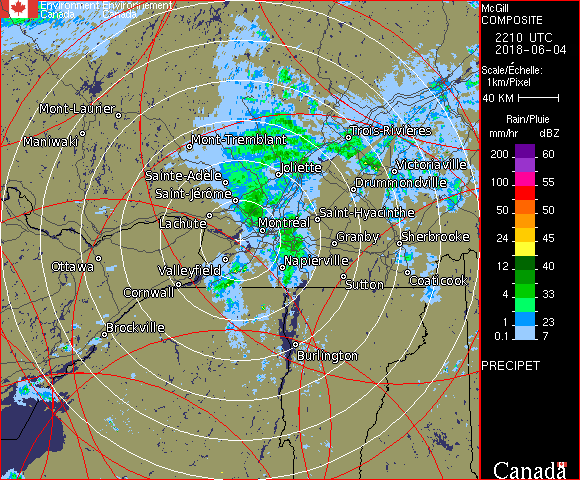 Environment Environnement
Canada Canada
McGill
COMPOSITE
2210 UTC
2018-06-04
Scale/Échelle:
1km/Pixel
40 KM
Rain/Pluie
mm/hr dBZ
200 60
100 55
50 50
24 45
12 40
4 33
1 23
0.1 7
PRECIPET
Canada
Mont-Laurier
Maniwaki
Mont-Tremblant
Trois-Rivières
Sainte-Adèle
Joliette
Victoriaville
Saint-Jérôme
Drummondville
Lachute
Montréal
Saint-Hyacinthe
Granby
Sherbrooke
Ottawa
Valleyfield
Napierville
Cornwall
Sutton
Coaticook
Brockville
Burlington